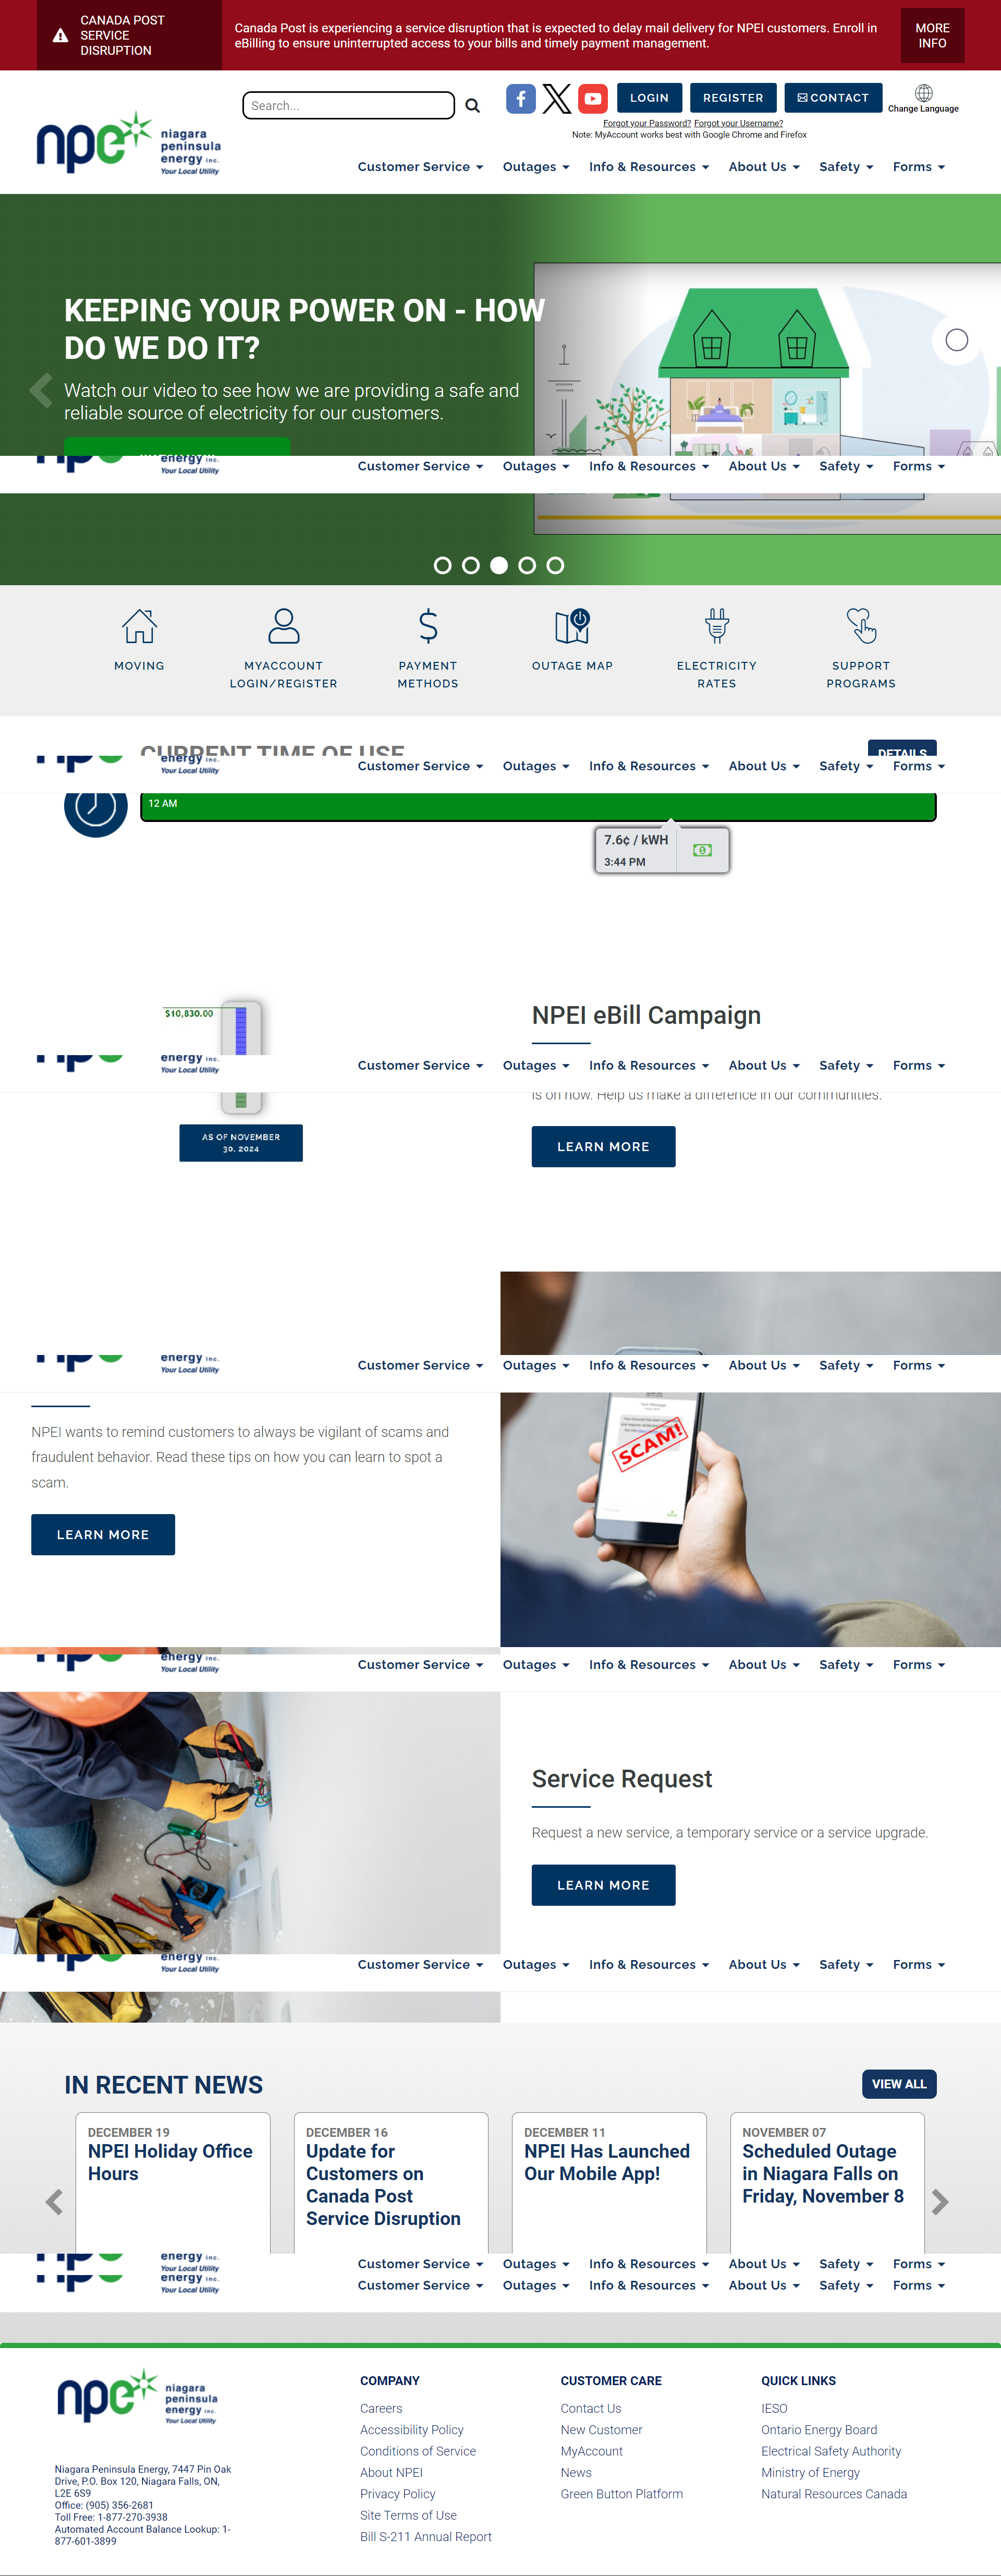 CANADA POST
SERVICE
DISRUPTION
Canada Post is experiencing a service disruption that is expected to delay mail delivery for NPEI customers. Enroll in
eBilling to ensure uninterrupted access to your bills and timely payment management.
MORE
INFO
Search...
LOGIN
REGISTER
CONTACT
Change Language
Forgot your Password? Forgot your Username?
Note: MyAccount works best with Google Chrome and Firefox
npe
niagara
peninsula
energy inc.
Your Local Utility
Customer Service
Outages
Info & Resources
About Us
Safety
Forms
KEEPING YOUR POWER ON - HOW
DO WE DO IT?
Watch our video to see how we are providing a safe and
reliable source of electricity for our customers.
energy inc.
Your Local Utility
Customer Service
Outages
Info & Resources
About Us
Safety
Forms
MOVING
MYACCOUNT
LOGIN/REGISTER
PAYMENT
METHODS
OUTAGE MAP
ELECTRICITY
RATES
SUPPORT
PROGRAMS
CURRENT TIME OF USE
DETAILS
energy inc.
Your Local Utility
Customer Service
Outages
Info & Resources
About Us
Safety
Forms
12 AM
7.6¢ / kWH
3:44 PM
$10,830.00
NPEI eBill Campaign
energy inc.
Your Local Utility
Customer Service
Outages
Info & Resources
About Us
Safety
Forms
is on now. Help us make a difference in our communities.
AS OF NOVEMBER
30, 2024
LEARN MORE
energy inc.
Your Local Utility
Customer Service
Outages
Info & Resources
About Us
Safety
Forms
NPEI wants to remind customers to always be vigilant of scams and
fraudulent behavior. Read these tips on how you can learn to spot a
scam.
LEARN MORE
SCAM!
energy inc.
Your Local Utility
Customer Service
Outages
Info & Resources
About Us
Safety
Forms
Service Request
Request a new service, a temporary service or a service upgrade.
LEARN MORE
energy inc.
Your Local Utility
Customer Service
Outages
Info & Resources
About Us
Safety
Forms
IN RECENT NEWS
VIEW ALL
DECEMBER 19
NPEI Holiday Office
Hours
DECEMBER 16
Update for
Customers on
Canada Post
Service Disruption
DECEMBER 11
NPEI Has Launched
Our Mobile App!
NOVEMBER 07
Scheduled Outage
in Niagara Falls on
Friday, November 8
energy inc.
Customer Service
Outages
Info & Resources
About Us
Safety
Forms
energy inc.
Your Local Utility
Customer Service
Outages
Info & Resources
About Us
Safety
Forms
npe
niagara
peninsula
energy inc.
Your Local Utility
Niagara Peninsula Energy, 7447 Pin Oak
Drive, P.O. Box 120, Niagara Falls, ON,
L2E 6S9
Office: (905) 356-2681
Toll Free: 1-877-270-3938
Automated Account Balance Lookup: 1-
877-601-3899
COMPANY
Careers
Accessibility Policy
Conditions of Service
About NPEI
Privacy Policy
Site Terms of Use
Bill S-211 Annual Report
CUSTOMER CARE
Contact Us
New Customer
MyAccount
News
Green Button Platform
QUICK LINKS
IESO
Ontario Energy Board
Electrical Safety Authority
Ministry of Energy
Natural Resources Canada